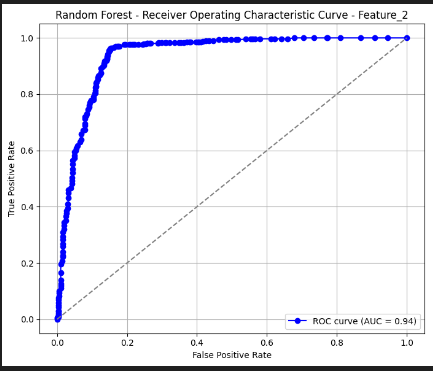 Random Forest - Receiver Operating Characteristic Curve - Feature_2
True Positive Rate
1.0
0.8
0.6
0.4
0.2
0.0
0.0 0.2 0.4 0.6 0.8 1.0
False Positive Rate
ROC curve (AUC = 0.94)